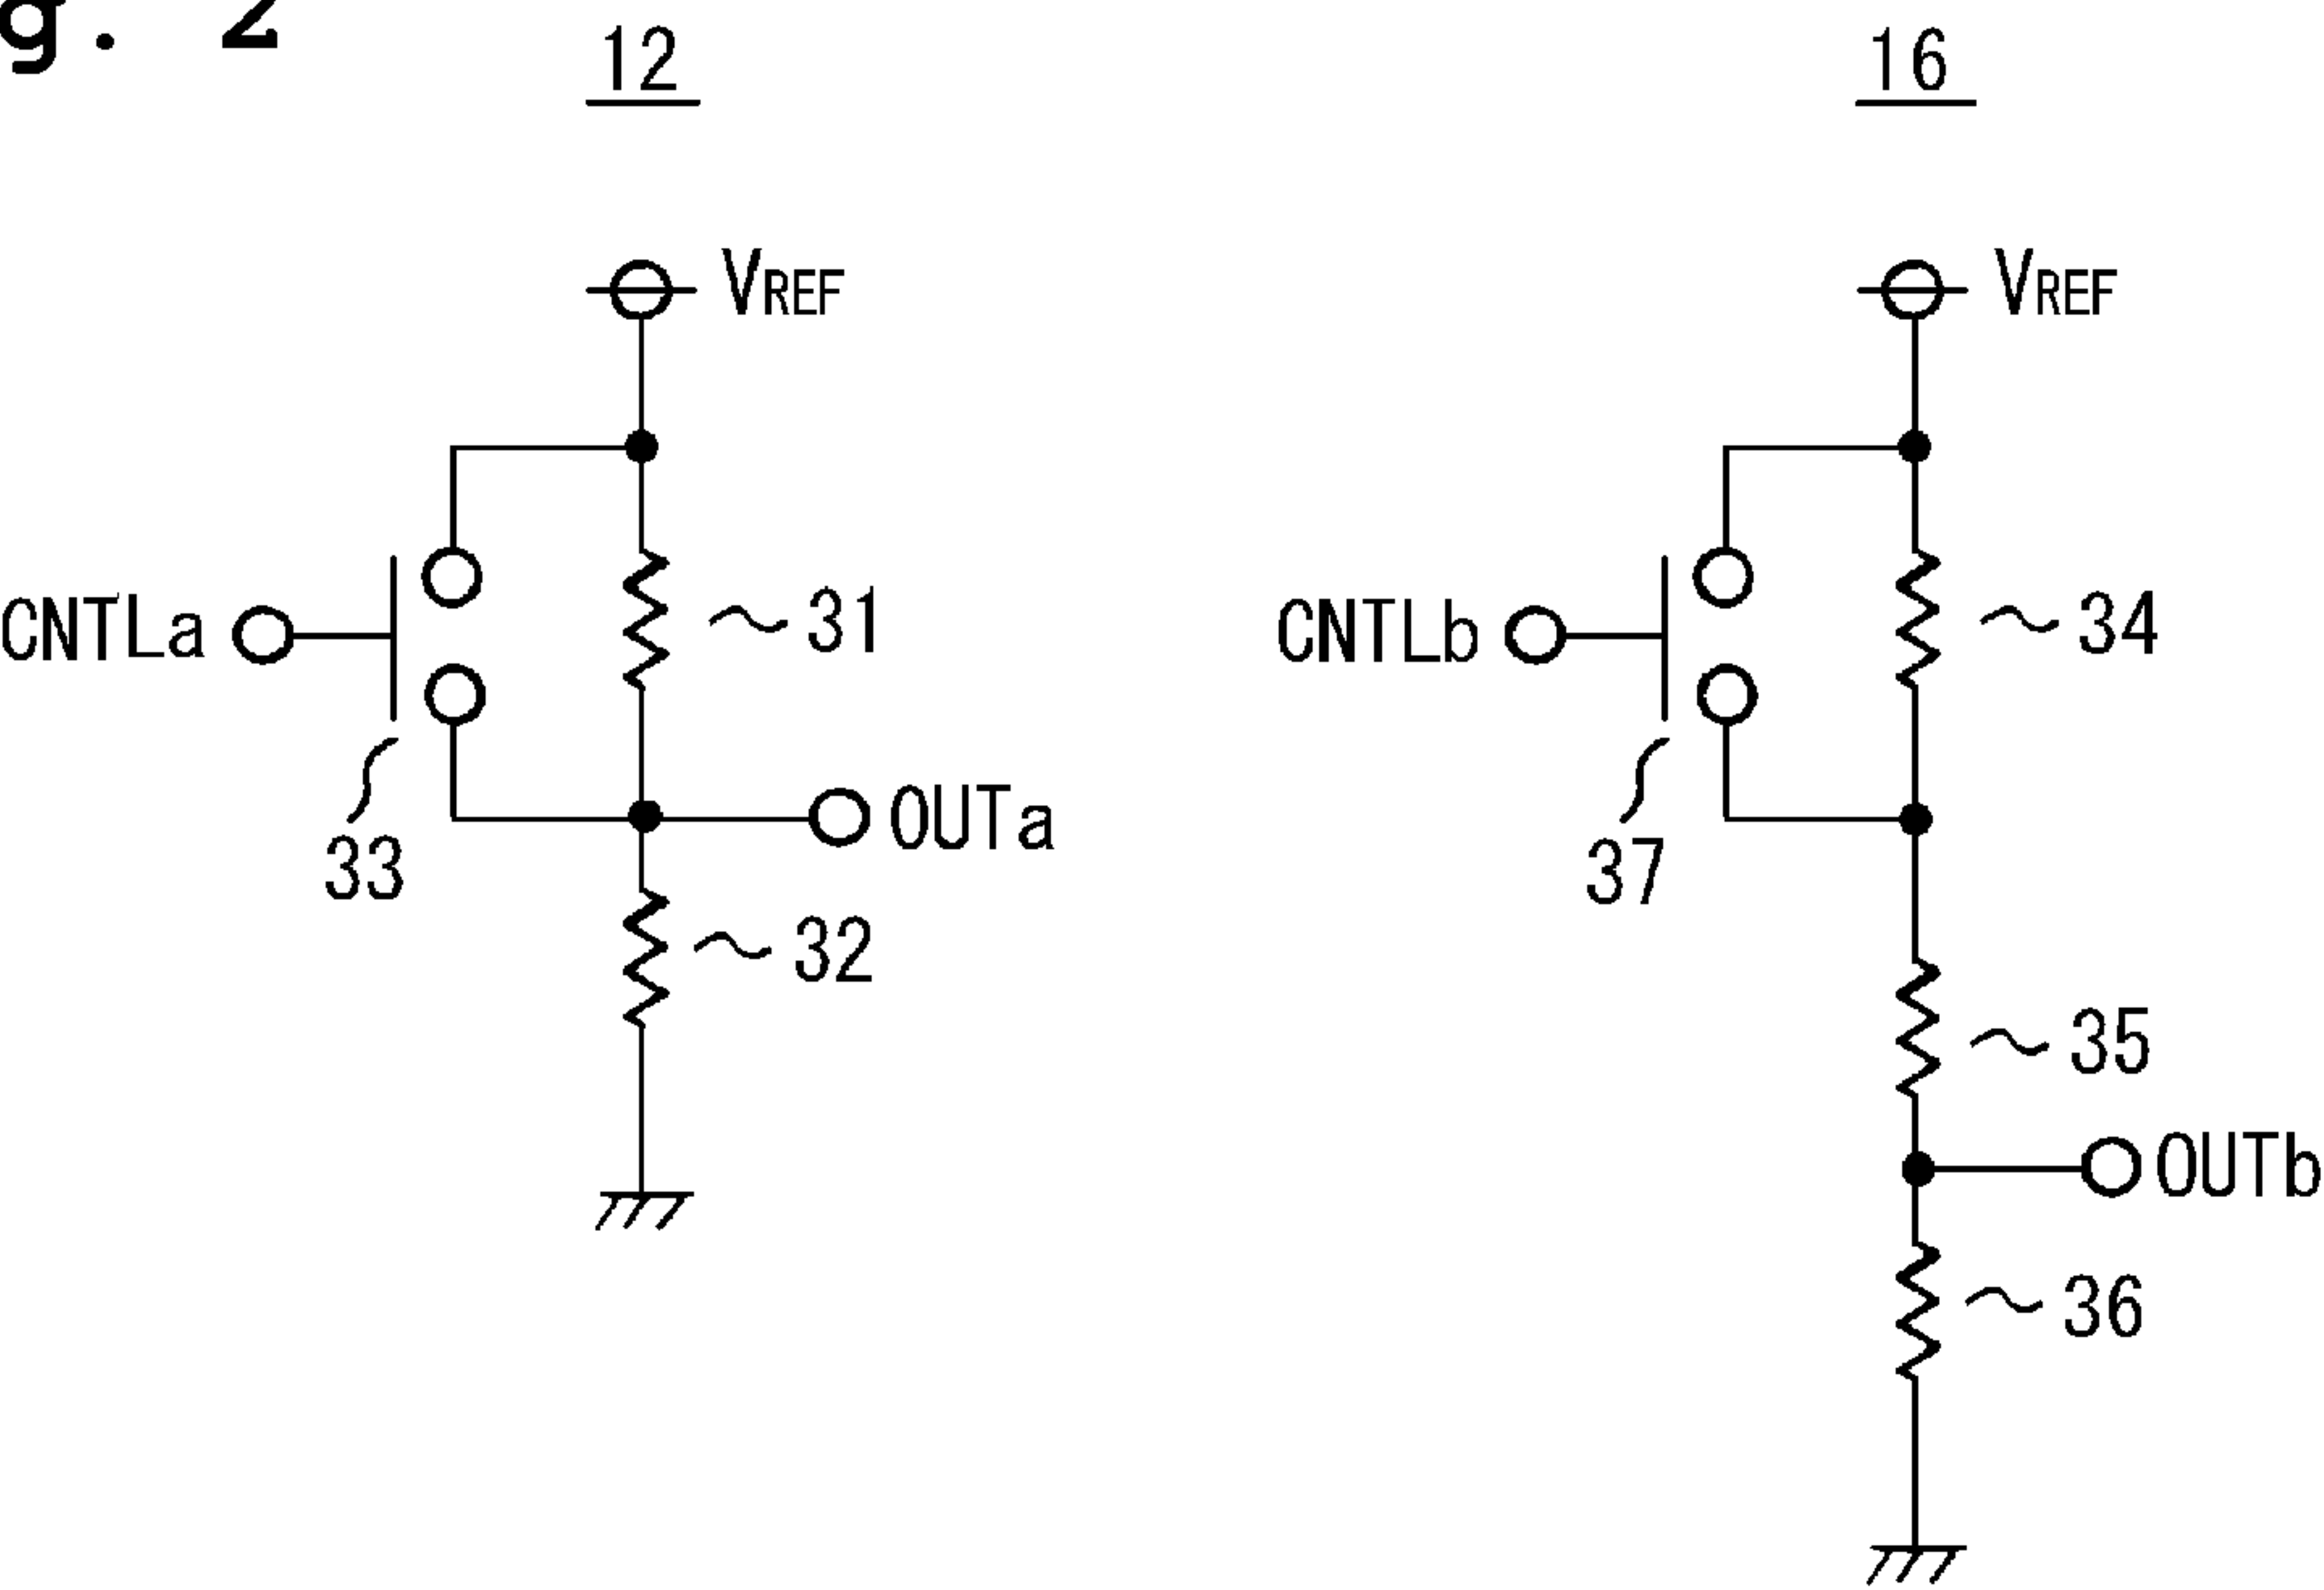 g. 2
12
VREF
CNTLa
31
33
OUTa
32
16
VREF
CNTLb
34
37
35
OUTb
36